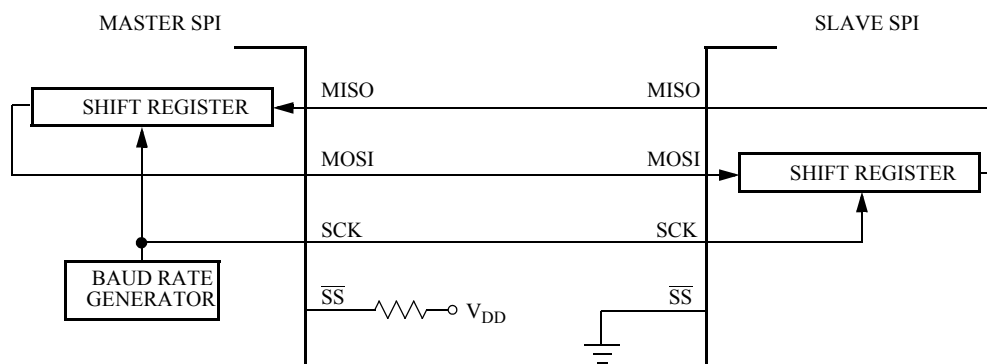 MASTER SPI
SLAVE SPI
MISO
MISO
SHIFT REGISTER
MOSI
MOSI
SHIFT REGISTER
SCK
SCK
BAUD RATE
GENERATOR
SS
V_DD
SS